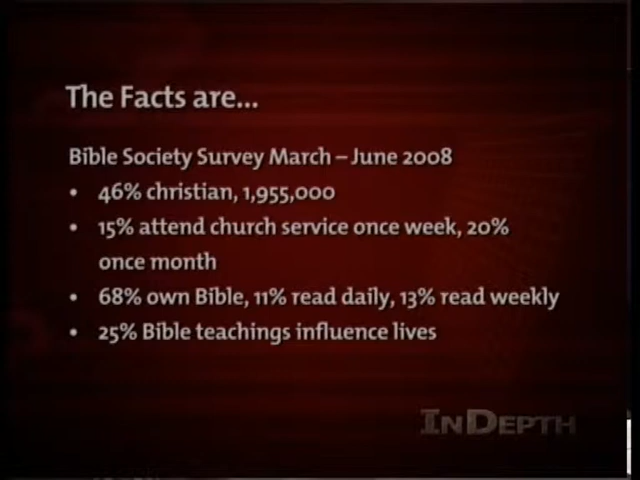 The Facts are...
Bible Society Survey March – June 2008
• 46% christian, 1,955,000
• 15% attend church service once week, 20%
once month
• 68% own Bible, 11% read daily, 13% read weekly
• 25% Bible teachings influence lives
INDEPTH